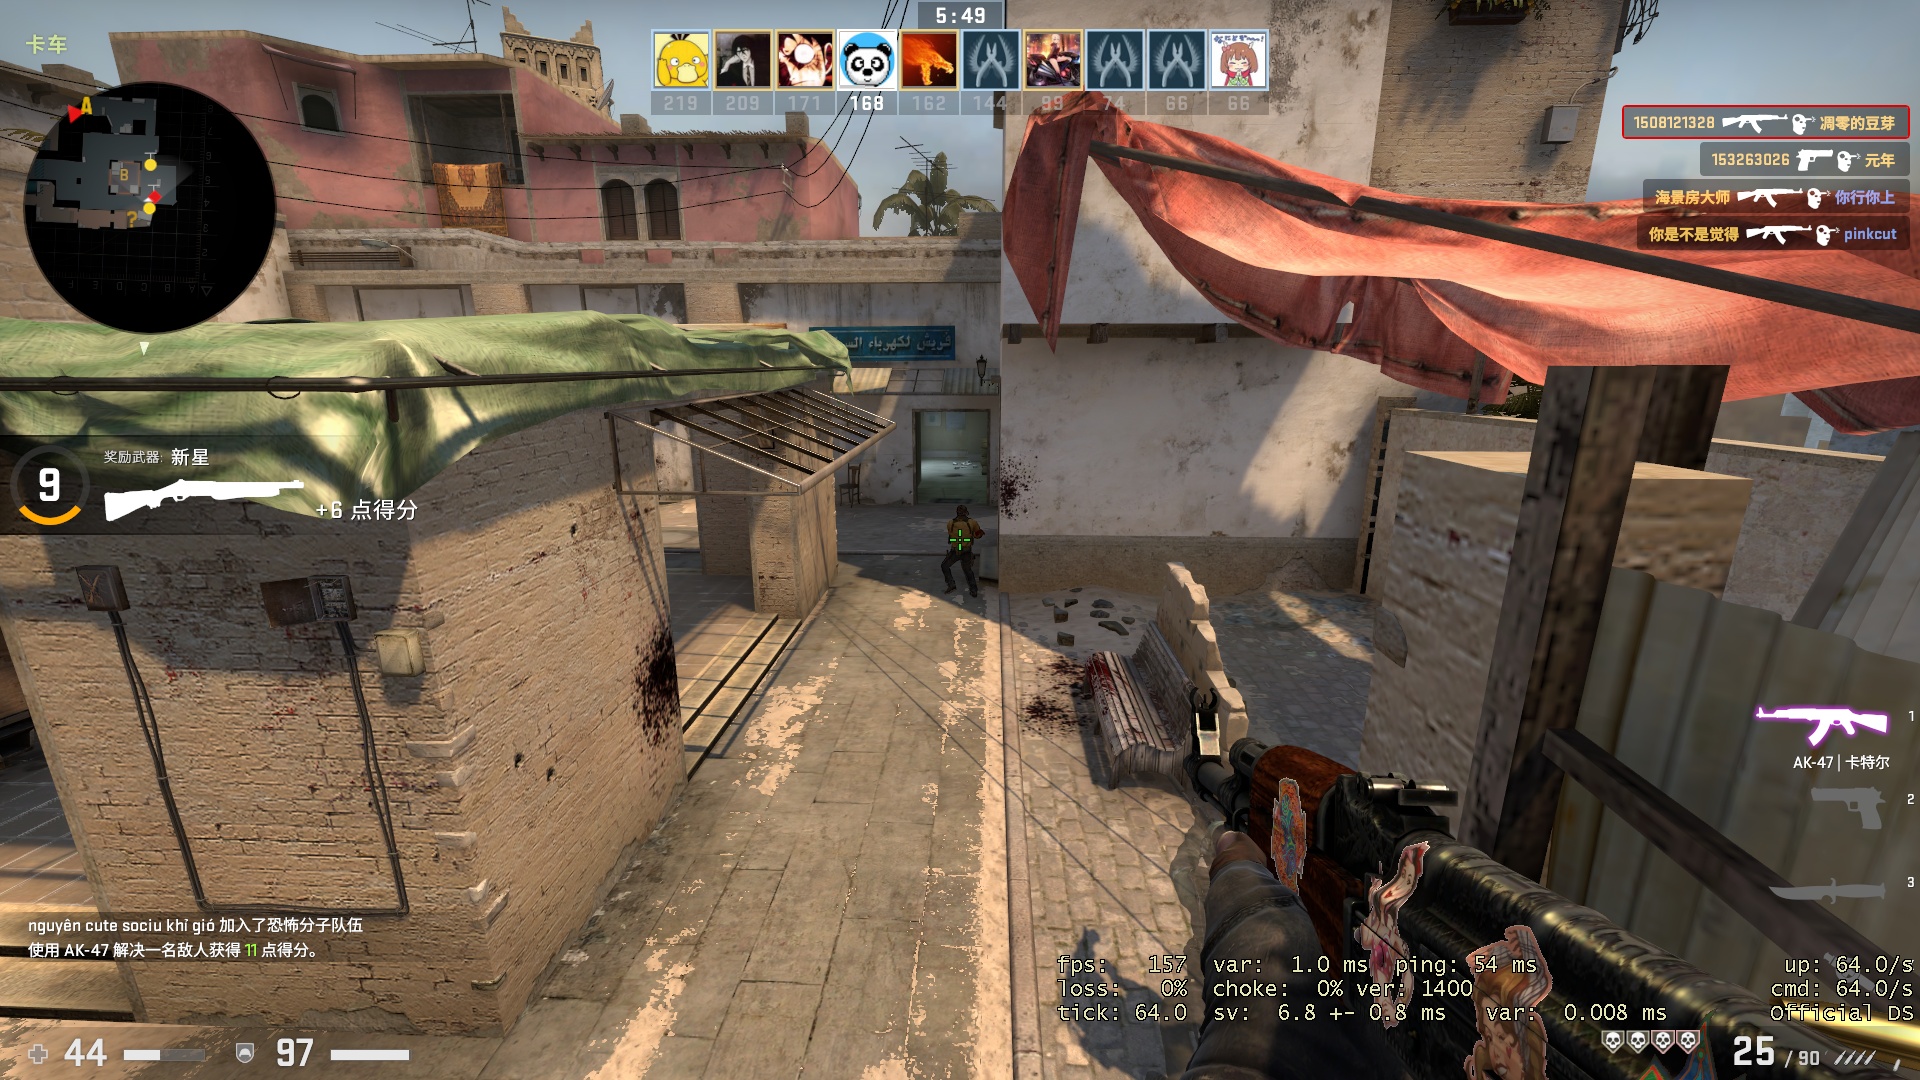 5:49
卡车
219 209 171 168 162 144 99 74 66 66
A
B
?
1508121328 凋零的豆芽
153263026 元年
海景房大师 你行你上
你是不是觉得 pinkcut
قريش لكهرباء الس
9
奖励武器: 新星
+6 点得分
1
AK-47 | 卡特尔
2
3
nguyên cute sociu khỉ gió 加入了恐怖分子队伍
使用 AK-47 解决一名敌人获得 11 点得分。
fps: 157 var: 1.0 ms ping: 54 ms
loss: 0% choke: 0% ver: 1400
tick: 64.0 sv: 6.8 +- 0.8 ms var: 0.008 ms
up: 64.0/s
cmd: 64.0/s
Official DS
44 97
25 / 90